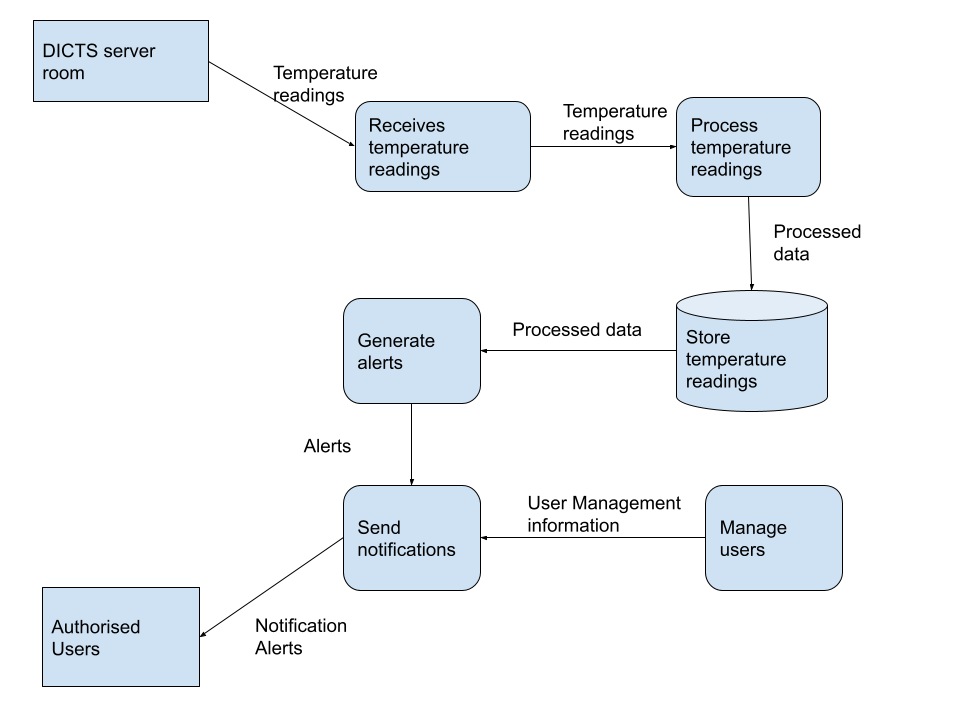 DICTS server
room
Temperature
readings
Receives
temperature
readings
Temperature
readings
Process
temperature
readings
Processed
data
Generate
alerts
Processed data
Store
temperature
readings
Alerts
Send
notifications
User Management
information
Manage
users
Authorised
Users
Notification
Alerts